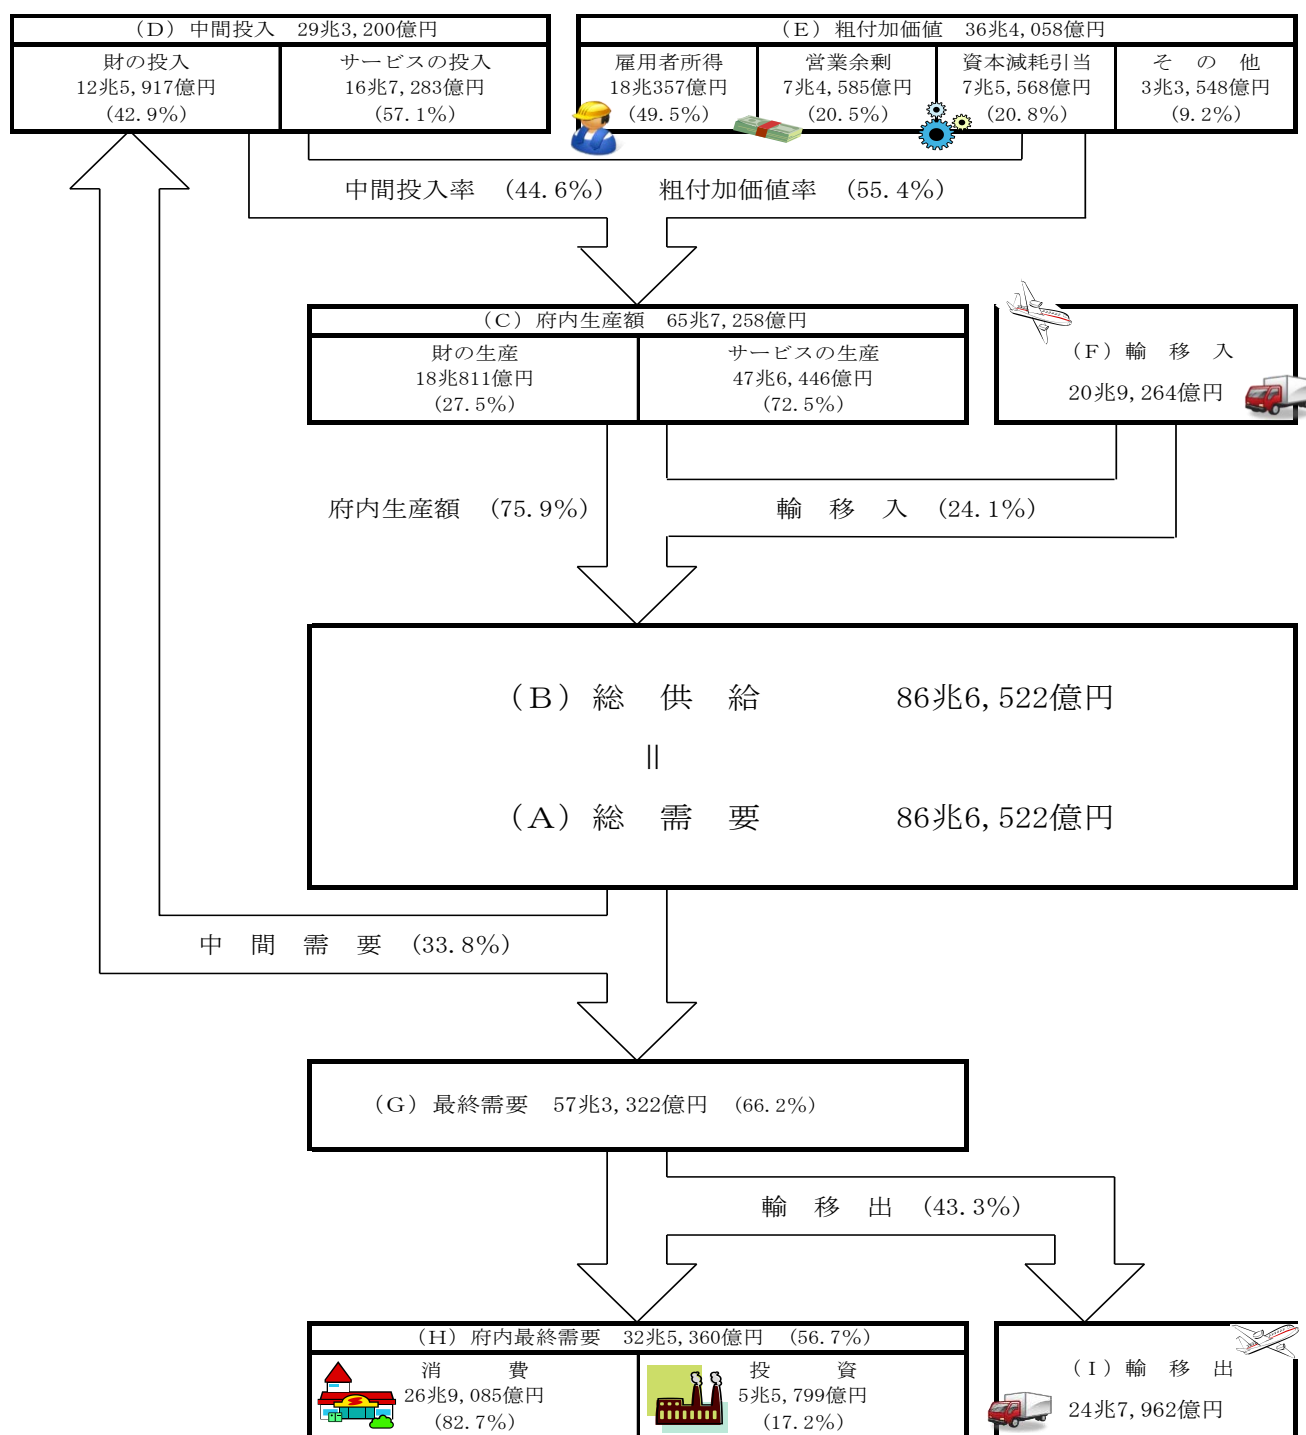 （D）中間投入　29兆3,200億円
財の投入
12兆5,917億円
(42.9%)
サービスの投入
16兆7,283億円
(57.1%)
（E）粗付加価値　36兆4,058億円
雇用者所得
18兆357億円
(49.5%)
営業余剰
7兆4,585億円
(20.5%)
資本減耗引当
7兆5,568億円
(20.8%)
そ　の　他
3兆3,548億円
(9.2%)
中間投入率　(44.6%)　　粗付加価値率　(55.4%)
（C）府内生産額　65兆7,258億円
財の生産
18兆811億円
(27.5%)
サービスの生産
47兆6,446億円
(72.5%)
（F）輸　移　入
20兆9,264億円
府内生産額　(75.9%)
輸　移　入　(24.1%)
（B）総　供　給　　　　86兆6,522億円
||
（A）総　需　要　　　　86兆6,522億円
中　間　需　要　(33.8%)
（G）最終需要　57兆3,322億円　(66.2%)
輸　移　出　(43.3%)
（H）府内最終需要　32兆5,360億円　(56.7%)
消　　　費
26兆9,085億円
(82.7%)
投　　　資
5兆5,799億円
(17.2%)
（I）輸　移　出
24兆7,962億円